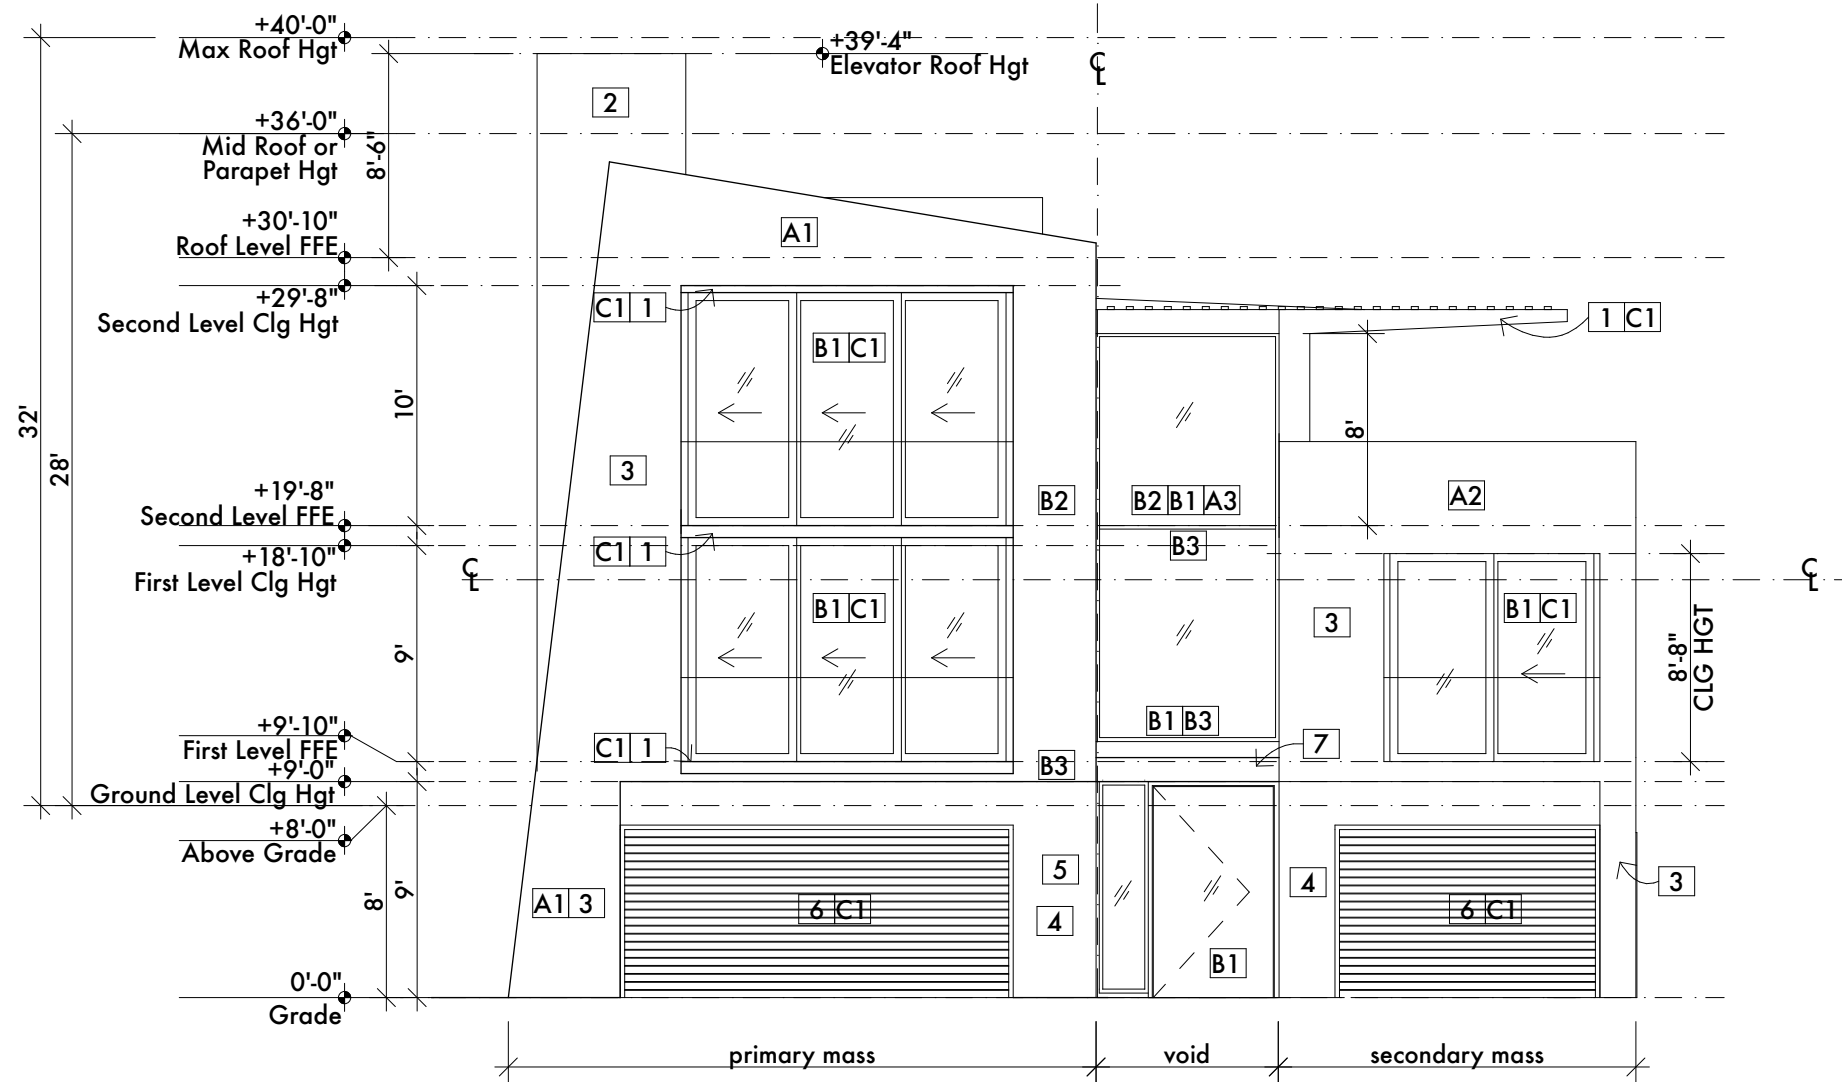 +40'-0"
Max Roof Hgt
+39'-4"
Elevator Roof Hgt
℄
2
+36'-0"
Mid Roof or
Parapet Hgt
8'-6"
+30'-10"
Roof Level FFE
A1
+29'-8"
Second Level Clg Hgt
C1 1
B1 C1
1 C1
10'
32'
28'
8'
3
+19'-8"
Second Level FFE
B2
B2 B1 A3
A2
+18'-10"
First Level Clg Hgt
C1 1
B3
℄
℄
B1 C1
3
B1 C1
9'
8'-8"
CLG HGT
+9'-10"
First Level FFE
C1 1
B1 B3
7
B3
+9'-0"
Ground Level Clg Hgt
+8'-0"
Above Grade
8'
9'
A1 3
6 C1
5
4
4
6 C1
3
B1
0'-0"
Grade
primary mass
void
secondary mass